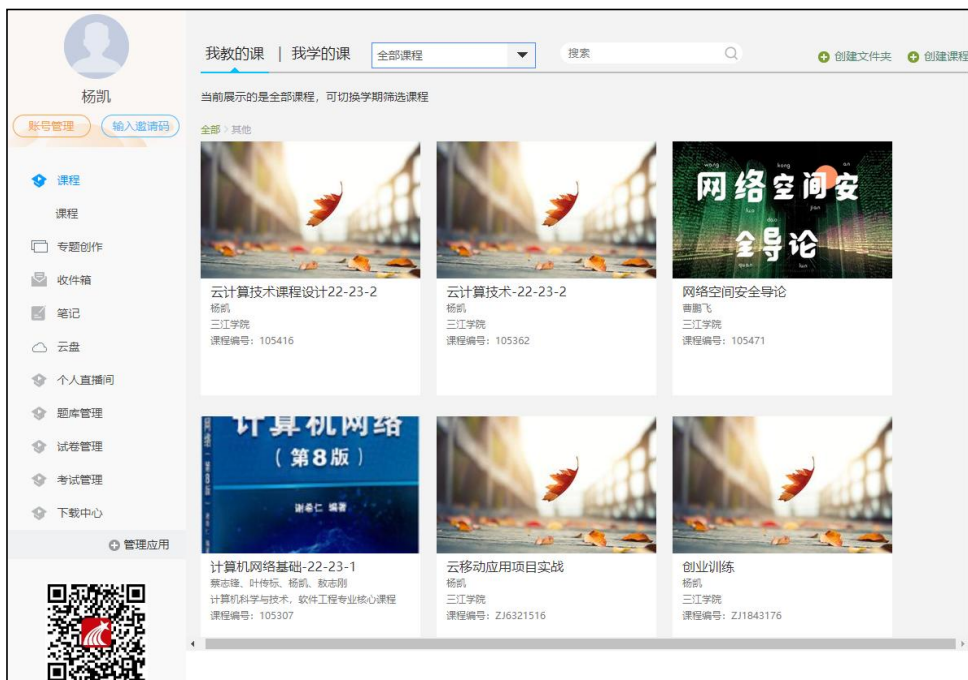 我教的课 | 我学的课
全部课程
搜索
创建文件夹
创建课程
杨凯
账号管理
输入邀请码
当前展示的是全部课程，可切换学期筛选课程
全部 > 其他
课程
课程
专题创作
收件箱
笔记
云盘
个人直播间
题库管理
试卷管理
考试管理
下载中心
管理应用
云计算技术课程设计22-23-2
杨凯
三江学院
课程编号：105416
云计算技术-22-23-2
杨凯
三江学院
课程编号：105362
wang kong an
网络空间安
luo jian
dao
全导论
quan lun
网络空间安全导论
曹鹏飞
三江学院
课程编号：105471
计算机网络
（第8版）
谢希仁 编著
计算机网络基础-22-23-1
蔡志锋、叶传标、杨凯、敖志刚
计算机科学与技术，软件工程专业核心课程
课程编号：105307
云移动应用项目实战
杨凯
三江学院
课程编号：ZJ6321516
创业训练
杨凯
三江学院
课程编号：ZJ1843176